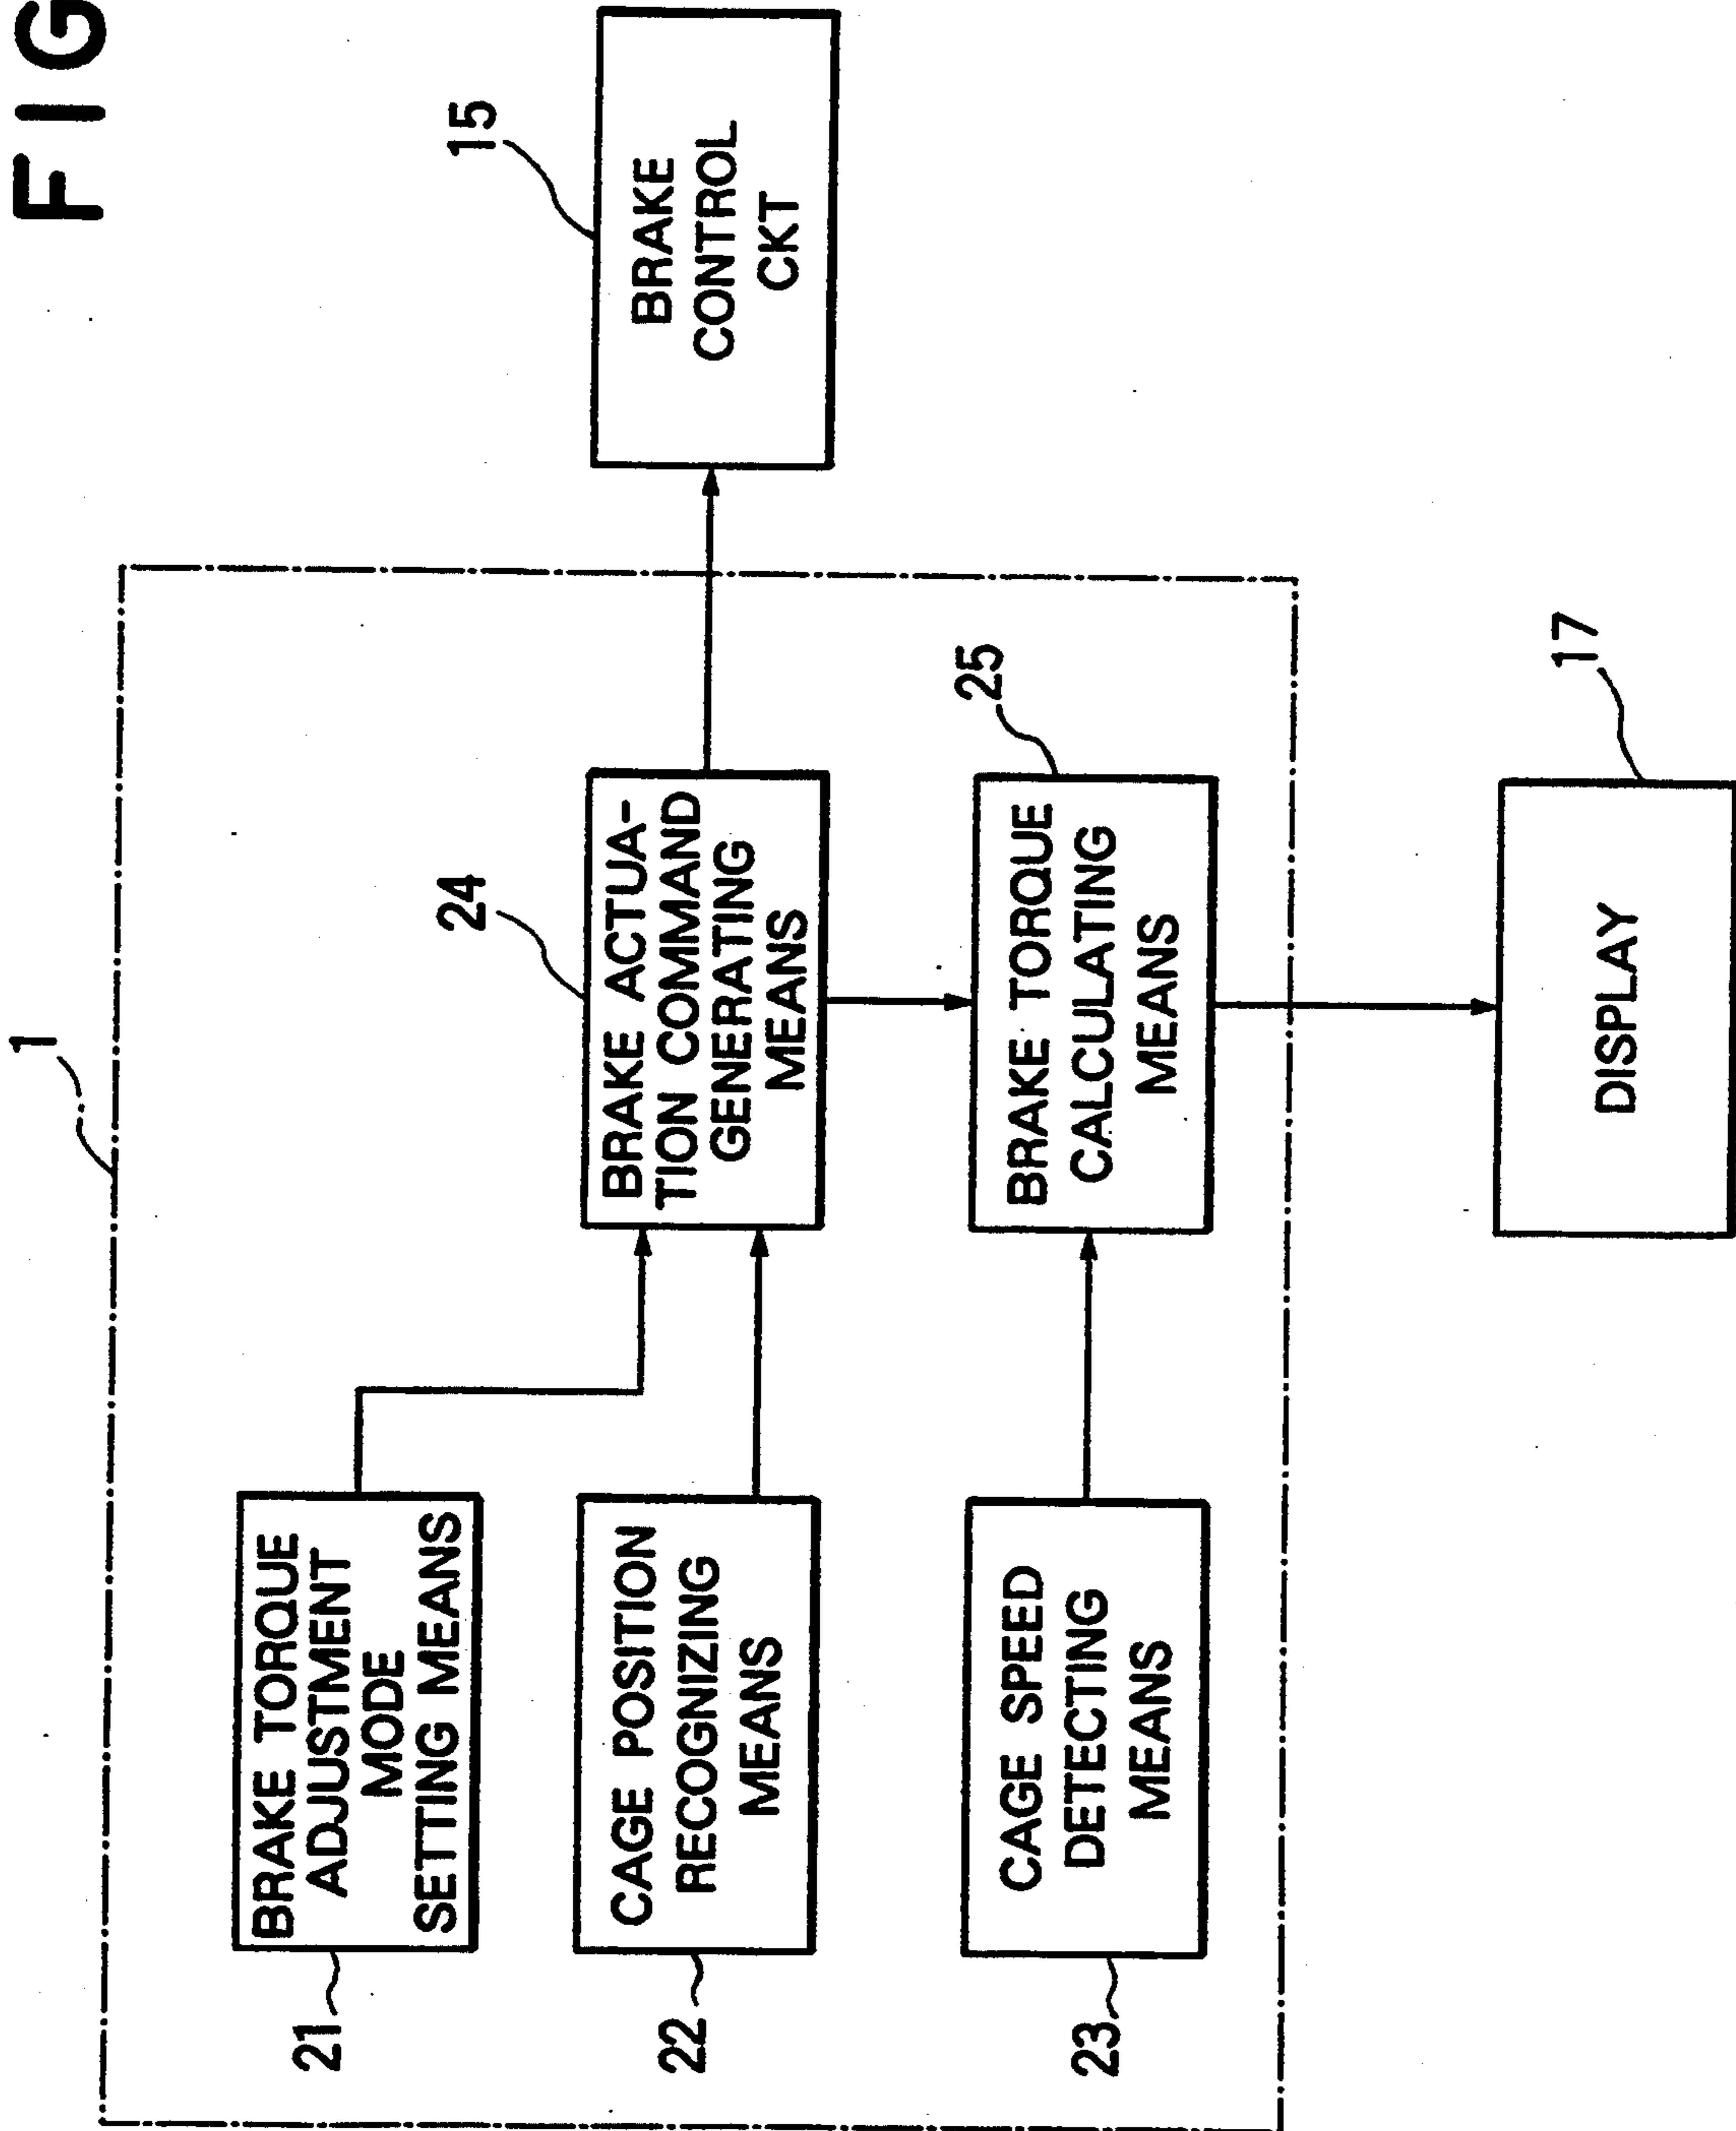 FIG
1
21
BRAKE TORQUE
ADJUSTMENT
MODE
SETTING MEANS
22
CAGE POSITION
RECOGNIZING
MEANS
23
CAGE SPEED
DETECTING
MEANS
24
BRAKE ACTUA-
TION COMMAND
GENERATING
MEANS
25
BRAKE TORQUE
CALCULATING
MEANS
15
BRAKE
CONTROL
CKT
17
DISPLAY